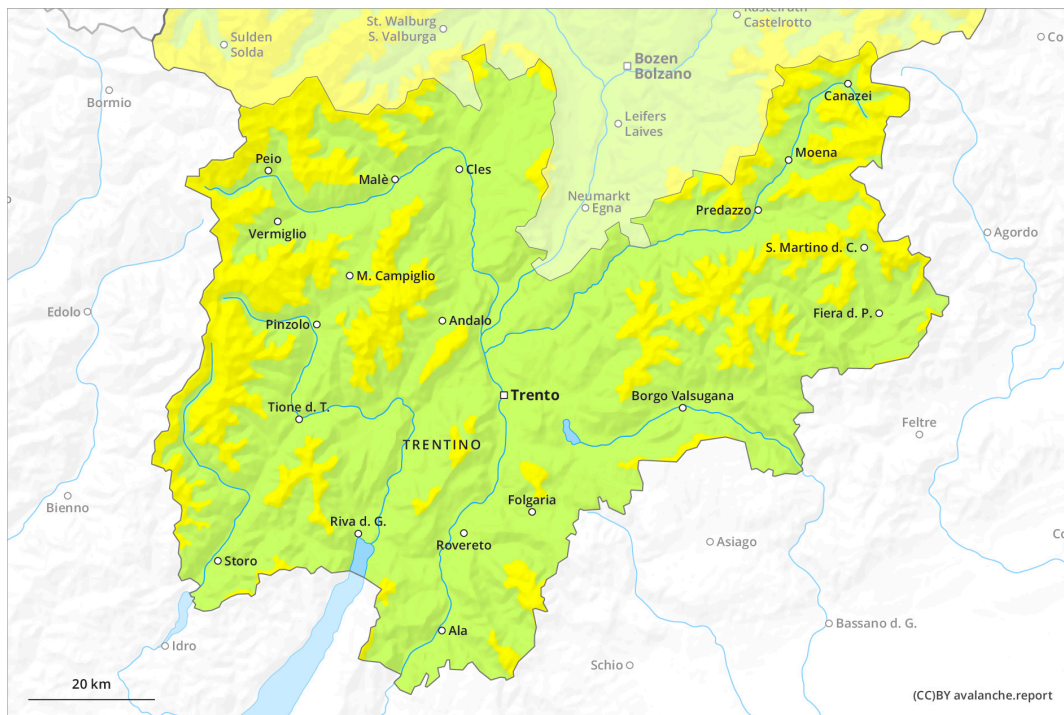 Kastelruth
Castelrotto
St. Walburg
S. Valburga
Sulden
Solda
Co
Bozen
Bolzano
Bormio
Canazei
Leifers
Laives
Moena
Peio
Malè
Cles
Neumarkt
Egna
Predazzo
Vermiglio
Agordo
S. Martino d. C.
M. Campiglio
Edolo
Pinzolo
Andalo
Fiera d. P.
Trento
Borgo Valsugana
Tione d. T.
Feltre
TRENTINO
Bienno
Folgaria
Riva d. G.
Rovereto
Asiago
Storo
Ala
Bassano d. G.
Idro
Schio
20 km
(CC)BY avalanche.report